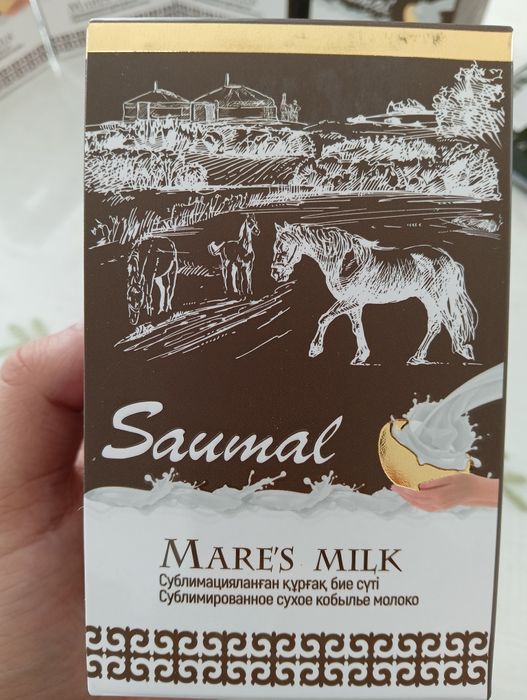 Saumal
MARE'S MILK
Сублимацияланған құрғақ бие сүті
Сублимированное сухое кобылье молоко